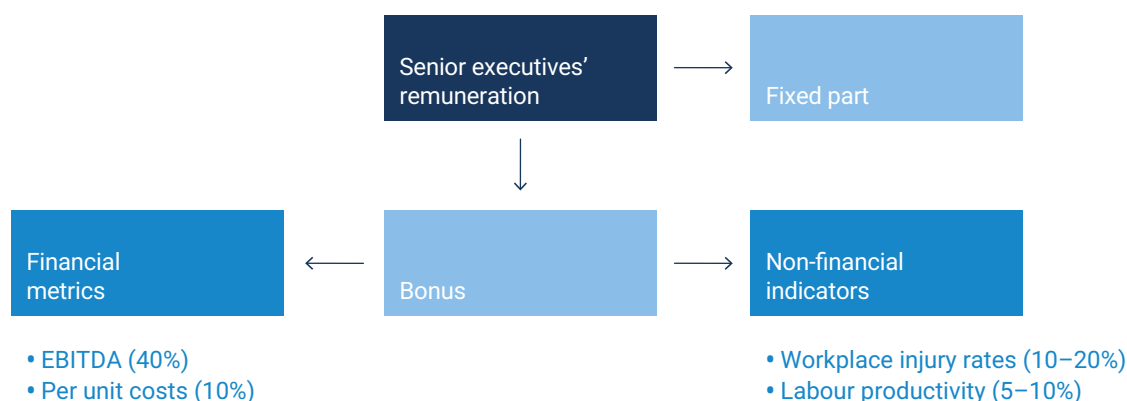 Senior executives’
remuneration
Fixed part
Financial
metrics
Bonus
Non-financial
indicators
• EBITDA (40%)
• Per unit costs (10%)
• Workplace injury rates (10–20%)
• Labour productivity (5–10%)